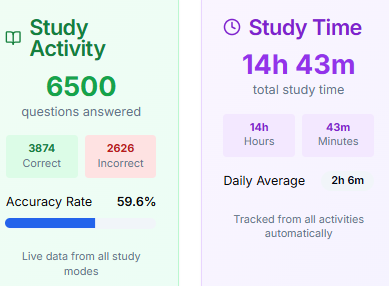 Study
Activity
6500
questions answered
3874
Correct
2626
Incorrect
Accuracy Rate 59.6%
Live data from all study
modes
Study Time
14h 43m
total study time
14h
Hours
43m
Minutes
Daily Average 2h 6m
Tracked from all activities
automatically